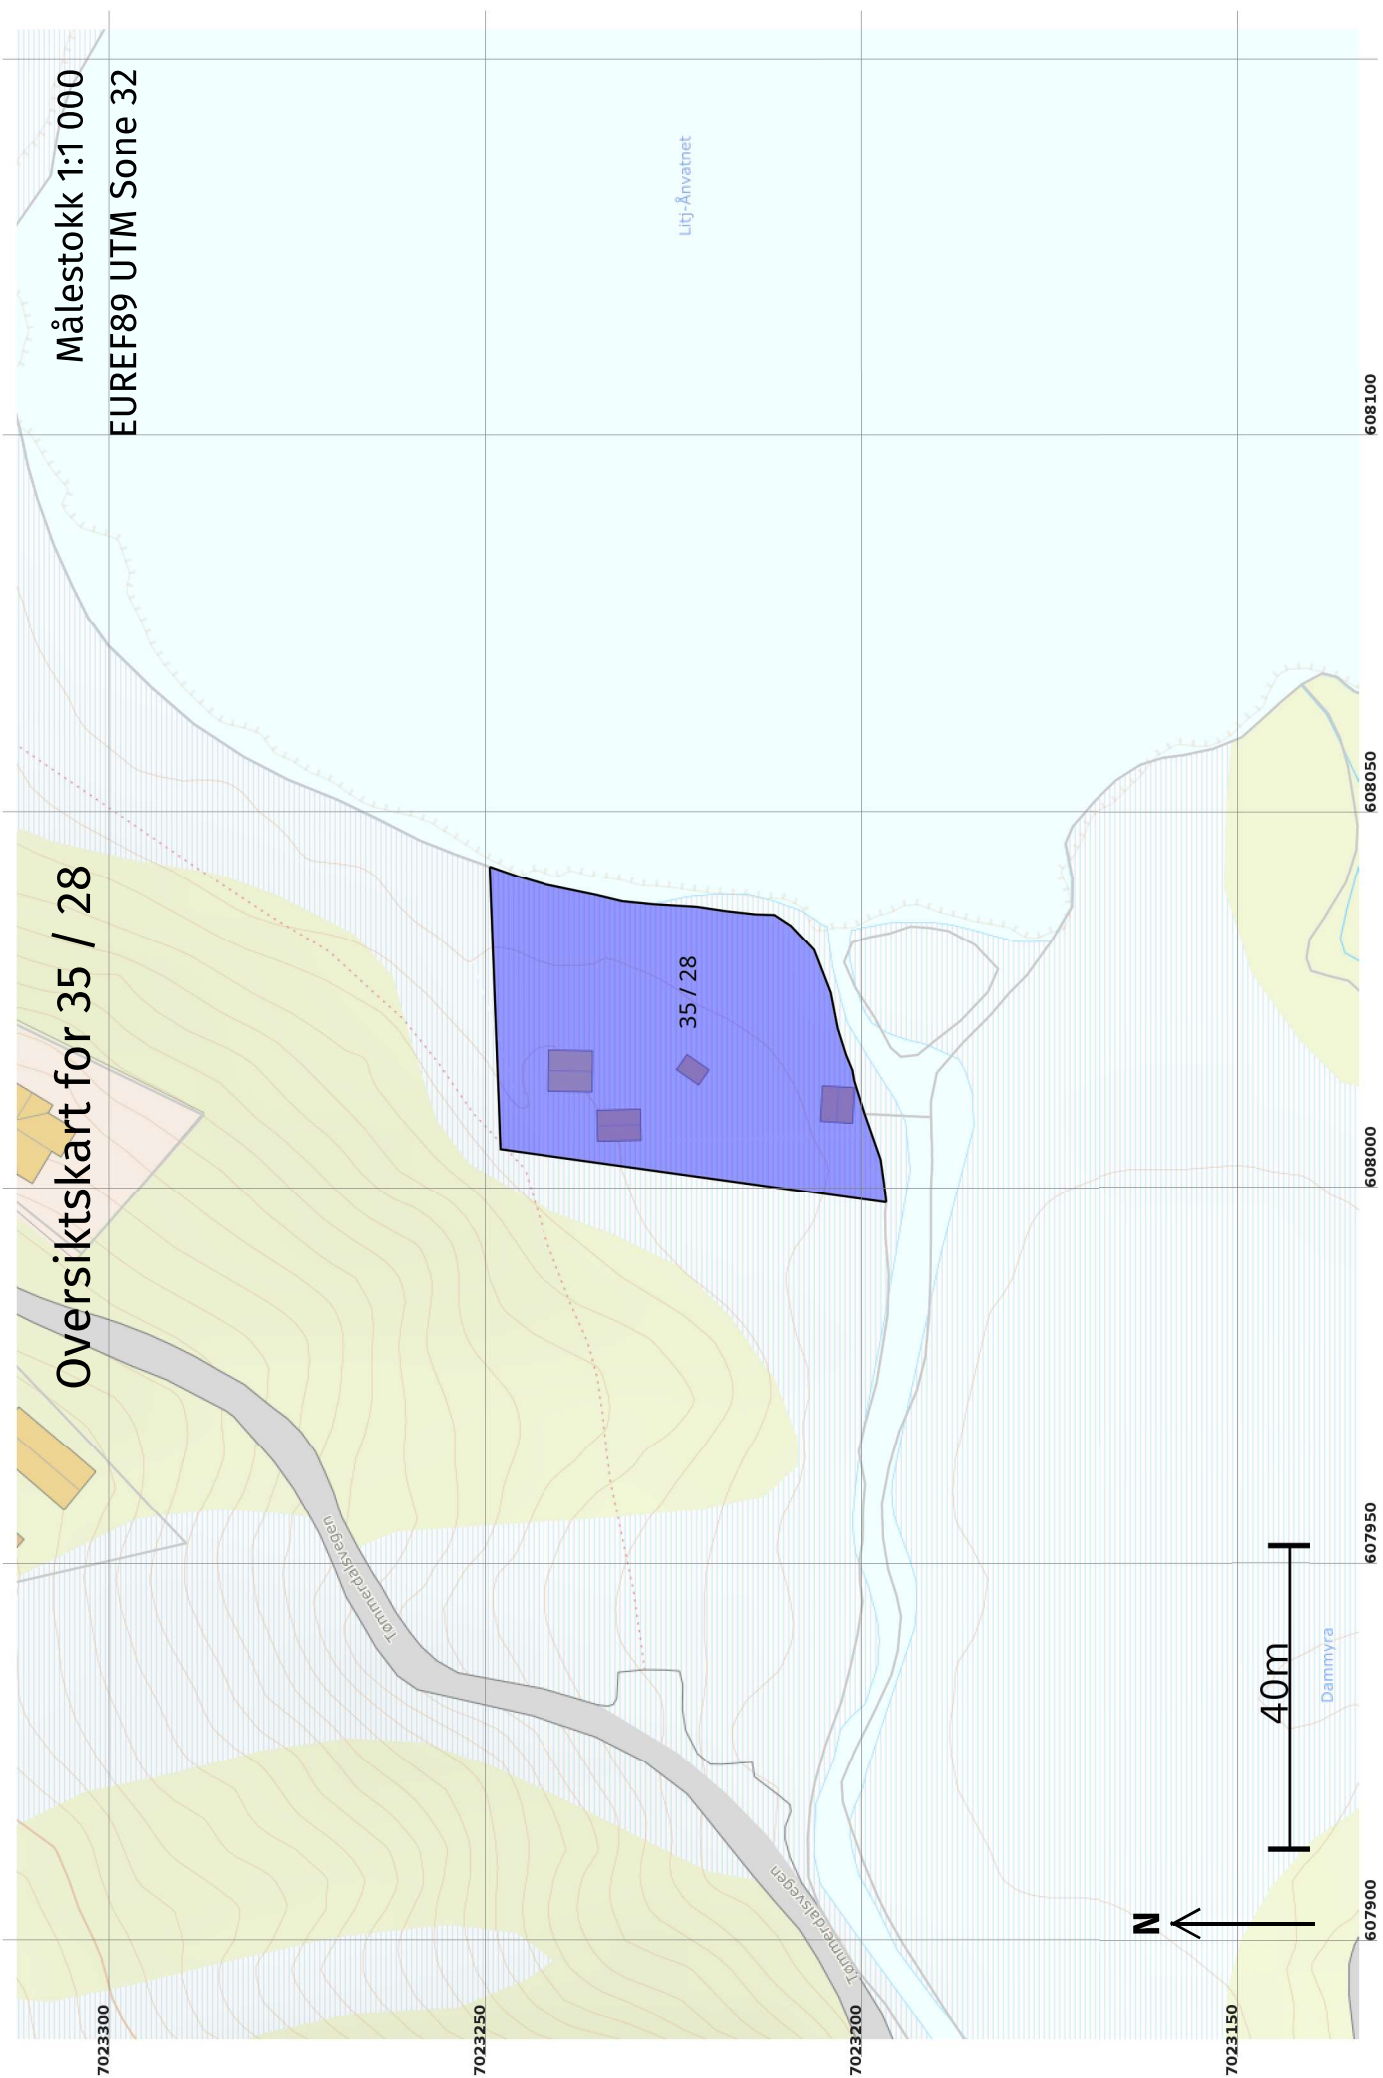 Oversiktskart for 35 / 28
Målestokk 1:1 000
EUREF89 UTM Sone 32
7023300
7023250
7023200
7023150
Tømmerdalsvegen
Tømmerdalsvegen
35 / 28
Litj-Ånvatnet
N
40m
Dammyra
607900
607950
608000
608050
608100